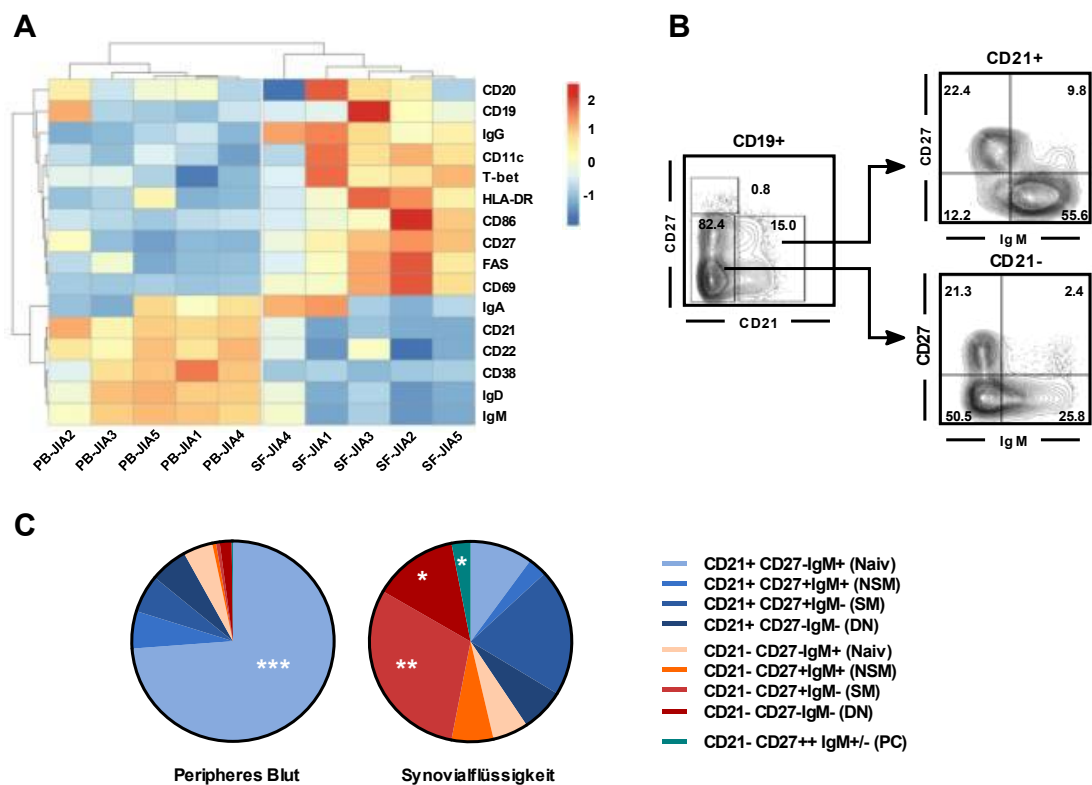 A
CD20
CD19
IgG
CD11c
T-bet
HLA-DR
CD86
CD27
FAS
CD69
IgA
CD21
CD22
CD38
IgD
IgM
2
1
0
-1
PB-JIA2
PB-JIA3
PB-JIA5
PB-JIA1
PB-JIA4
SF-JIA4
SF-JIA1
SF-JIA3
SF-JIA2
SF-JIA5
B
CD19+
0.8
82.4
15.0
CD27
CD21
CD21+
22.4
9.8
12.2
55.6
CD27
IgM
CD21-
21.3
2.4
50.5
25.8
CD27
IgM
C
***
Peripheres Blut
*
*
**
Synovialflüssigkeit
CD21+ CD27-IgM+ (Naiv)
CD21+ CD27+IgM+ (NSM)
CD21+ CD27+IgM- (SM)
CD21+ CD27-IgM- (DN)
CD21- CD27-IgM+ (Naiv)
CD21- CD27+IgM+ (NSM)
CD21- CD27+IgM- (SM)
CD21- CD27-IgM- (DN)
CD21- CD27++ IgM+/- (PC)